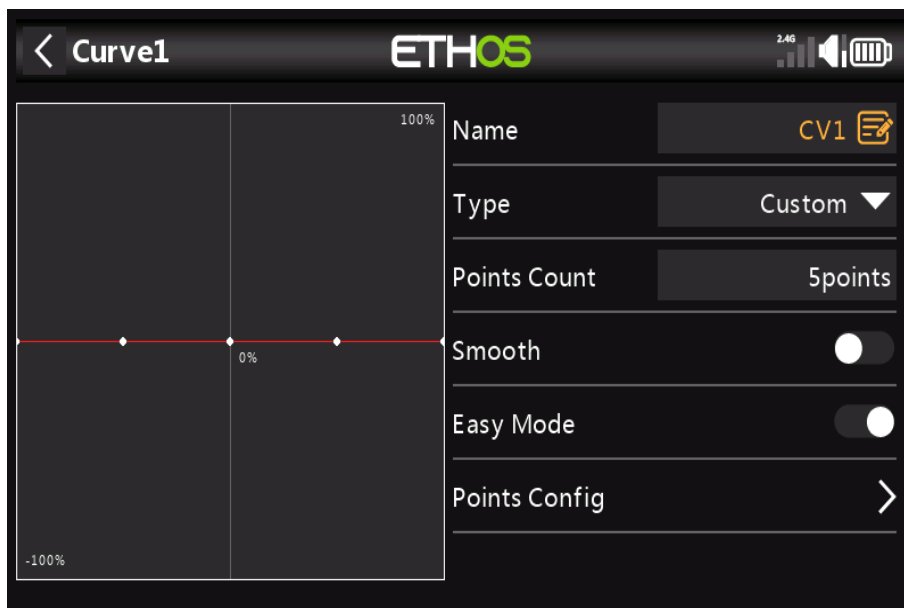 Curve1
ETHOS
2.4G
100%
0%
-100%
Name
CV1
Type
Custom
Points Count
5points
Smooth
Easy Mode
Points Config